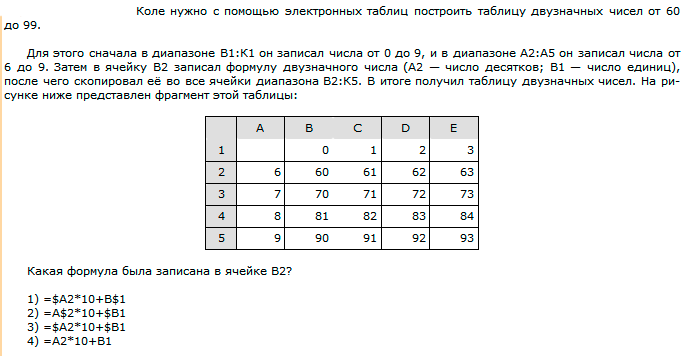 Коле нужно с помощью электронных таблиц построить таблицу двузначных чисел от 60
до 99.
Для этого сначала в диапазоне B1:K1 он записал числа от 0 до 9, и в диапазоне A2:A5 он записал числа от
6 до 9. Затем в ячейку B2 записал формулу двузначного числа (A2 — число десятков; B1 — число единиц),
после чего скопировал её во все ячейки диапазона B2:K5. В итоге получил таблицу двузначных чисел. На ри-
сунке ниже представлен фрагмент этой таблицы:
A B C D E
1 0 1 2 3
2 6 60 61 62 63
3 7 70 71 72 73
4 8 81 82 83 84
5 9 90 91 92 93
Какая формула была записана в ячейке B2?
1) =$A2*10+B$1
2) =A$2*10+$B1
3) =$A2*10+$B1
4) =A2*10+B1